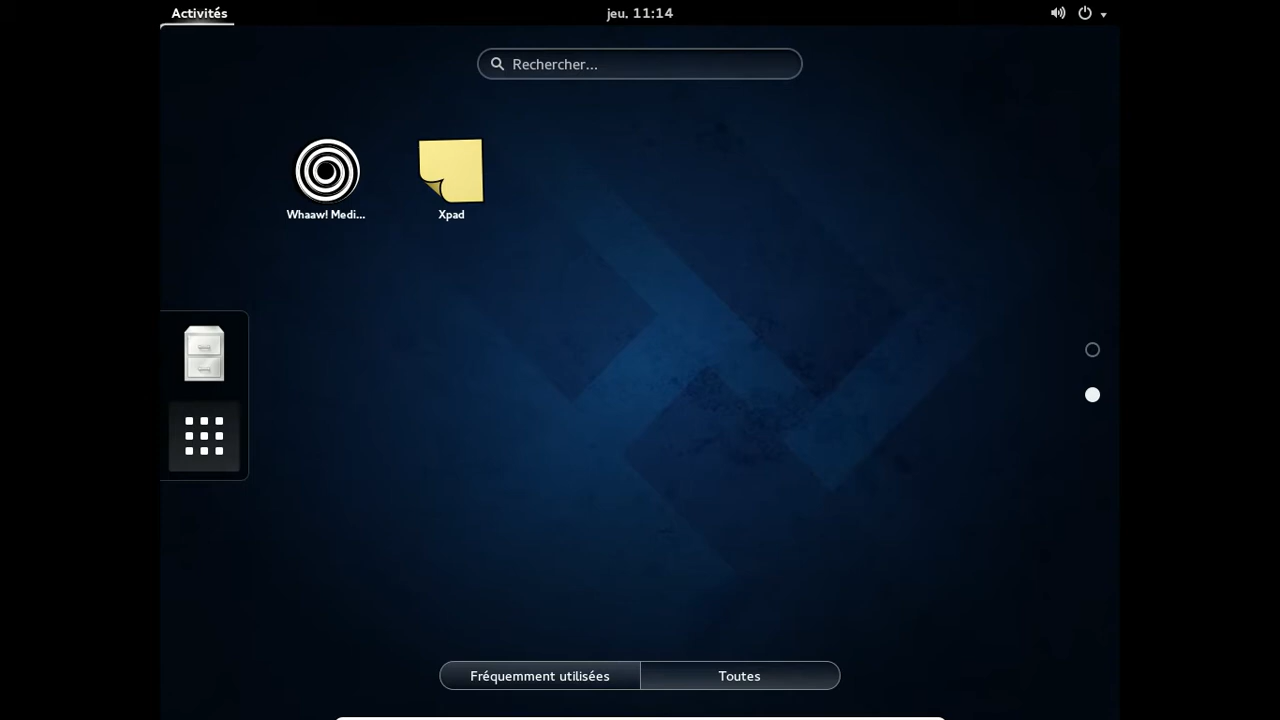 Activités
jeu. 11:14
Rechercher...
Whaaw! Medi...
Xpad
Fréquemment utilisées
Toutes